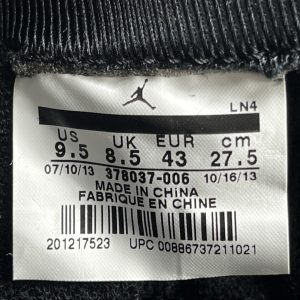 LN4
US UK EUR cm
9.5 8.5 43 27.5
07/10/13 378037-006 10/16/13
MADE IN CHINA
FABRIQUE EN CHINE
201217523 UPC 00886737211021